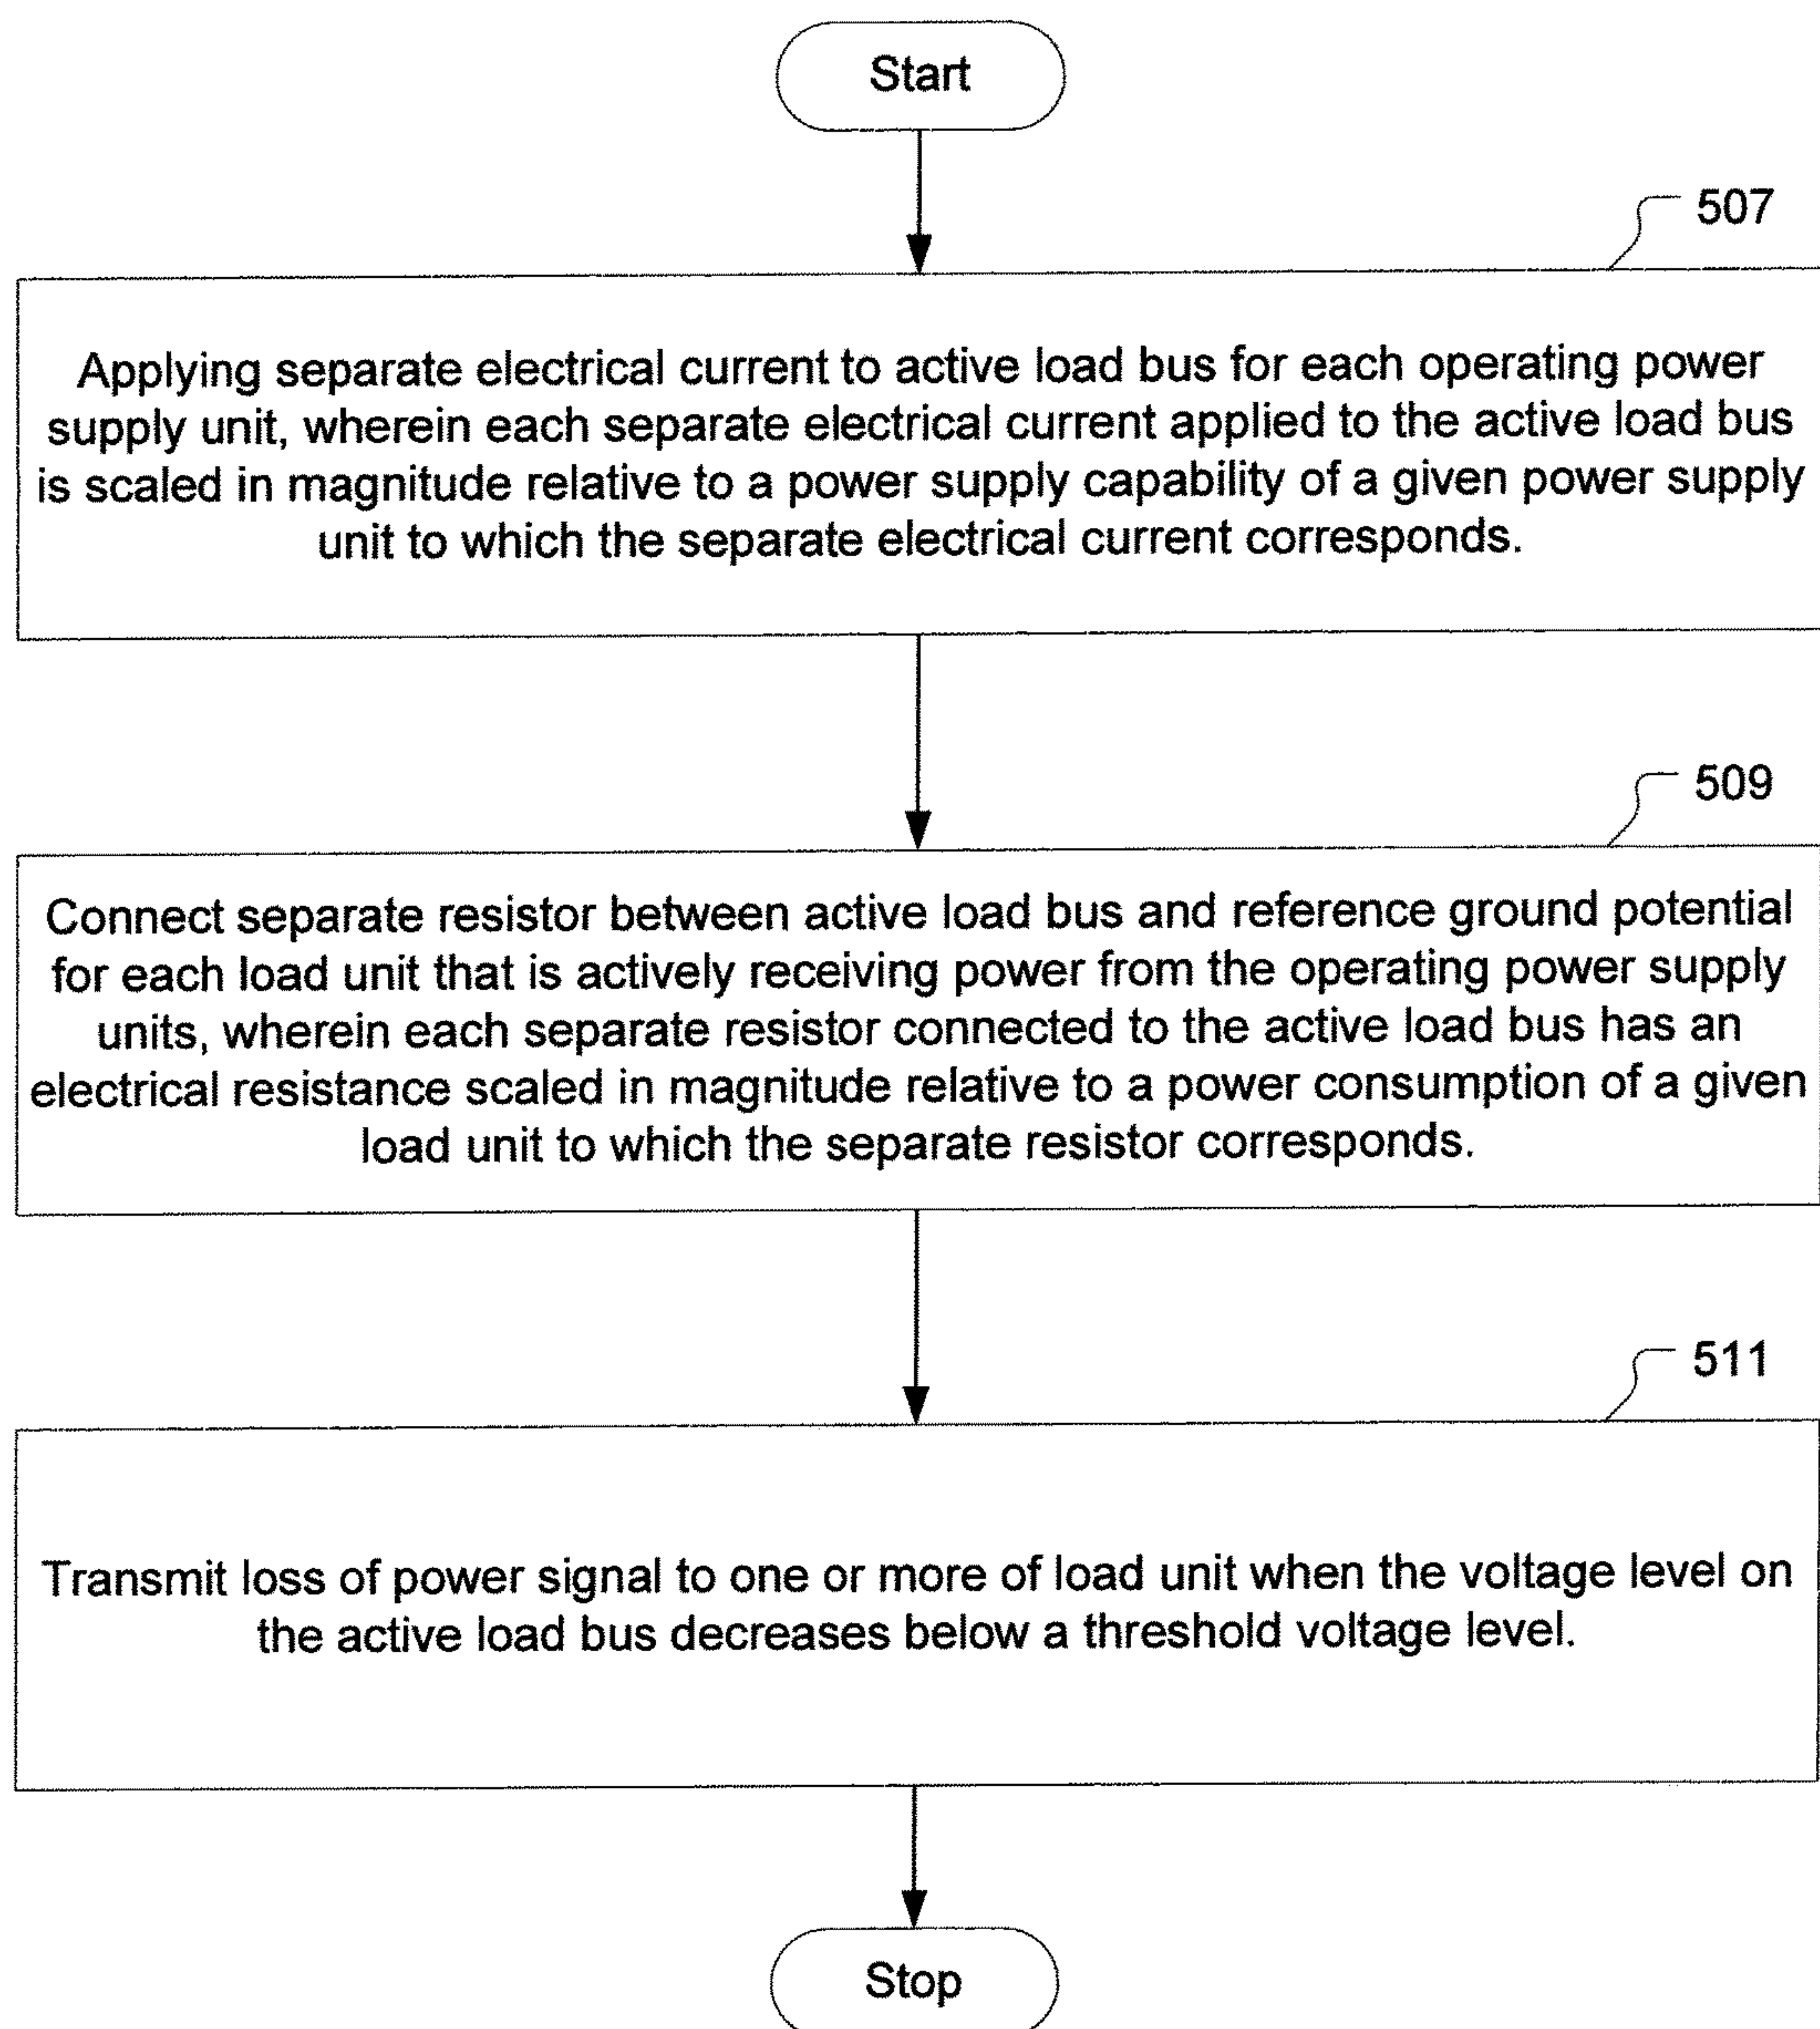 Start
507
Applying separate electrical current to active load bus for each operating power
supply unit, wherein each separate electrical current applied to the active load bus
is scaled in magnitude relative to a power supply capability of a given power supply
unit to which the separate electrical current corresponds.
509
Connect separate resistor between active load bus and reference ground potential
for each load unit that is actively receiving power from the operating power supply
units, wherein each separate resistor connected to the active load bus has an
electrical resistance scaled in magnitude relative to a power consumption of a given
load unit to which the separate resistor corresponds.
511
Transmit loss of power signal to one or more of load unit when the voltage level on
the active load bus decreases below a threshold voltage level.
Stop